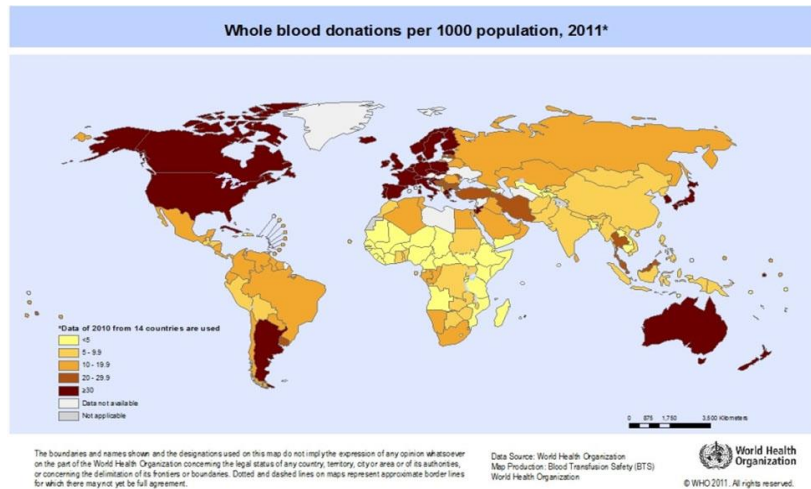 Whole blood donations per 1000 population, 2011*
*Data of 2010 from 14 countries are used
<5
5 - 9.9
10 - 19.9
20 - 29.9
≥30
Data not available
Not applicable
0 875 1,750 3,500 Kilometers
The boundaries and names shown and the designations used on this map do not imply the expression of any opinion whatsoever
on the part of the World Health Organization concerning the legal status of any country, territory, city or area or of its authorities,
or concerning the delimitation of its frontiers or boundaries. Dotted and dashed lines on maps represent approximate border lines
for which there may not yet be full agreement.
Data Source: World Health Organization
Map Production: Blood Transfusion Safety (BTS)
World Health Organization
World Health
Organization
© WHO 2011. All rights reserved.